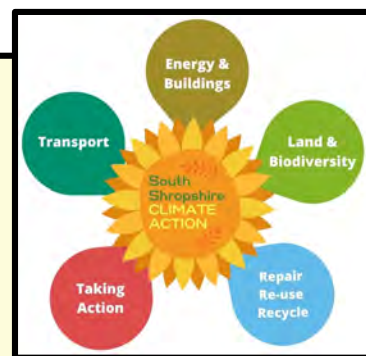 Energy &
Buildings
Transport
Land &
Biodiversity
South
Shropshire
CLIMATE
ACTION
Taking
Action
Repair
Re-use
Recycle